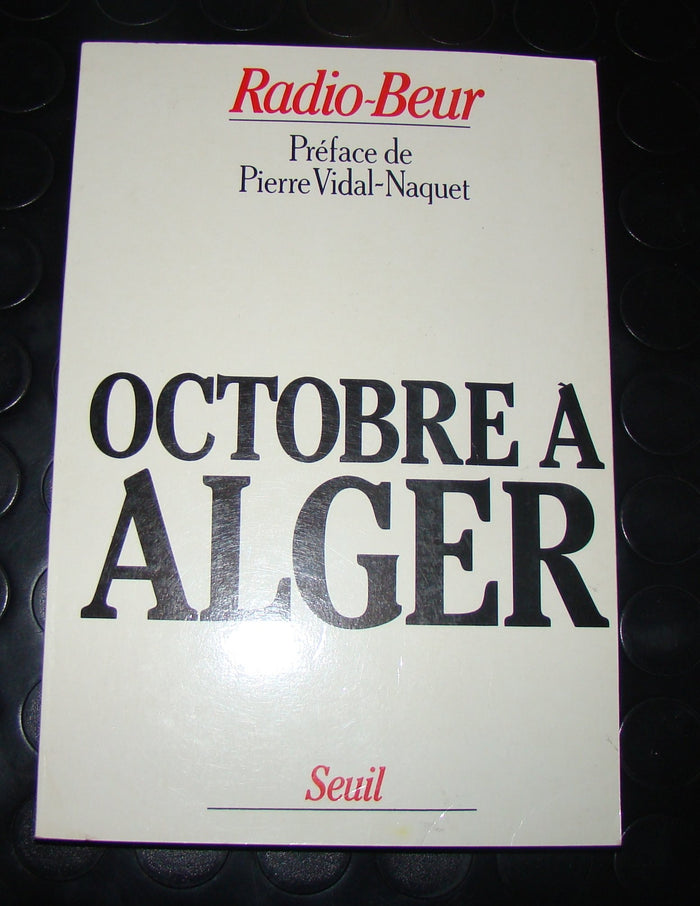 Radio-Beur
Préface de
Pierre Vidal-Naquet
OCTOBRE À
ALGER
Seuil